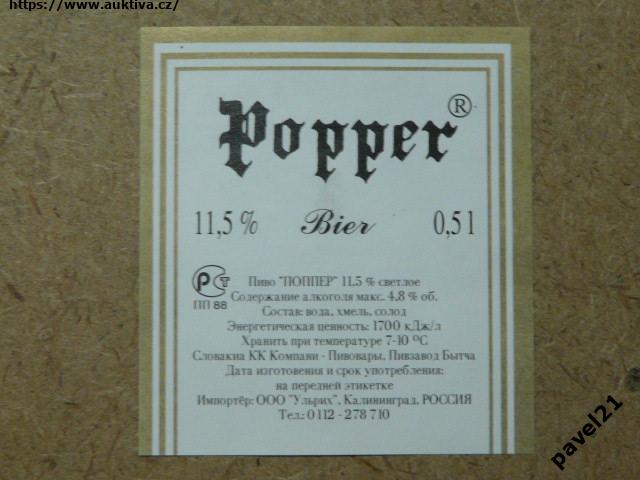 https://www.auktiva.cz/
Popper ®
11,5 % Bier 0,5 l
РСТ
ПП 88
Пиво "ПОППЕР" 11,5 % светлое
Содержание алкоголя макс. 4,8 % об.
Состав: вода, хмель, солод
Энергетическая ценность: 1700 кДж/л
Хранить при температуре 7-10 °C
Словакиа КК Компани - Пивовары, Пивзавод Бытча
Дата изготовения и срок употребления:
на передней этикетке
Импортёр: ООО "Ульрих", Калининград, РОССИЯ
Тел.: 0112 - 278 710
pavel21